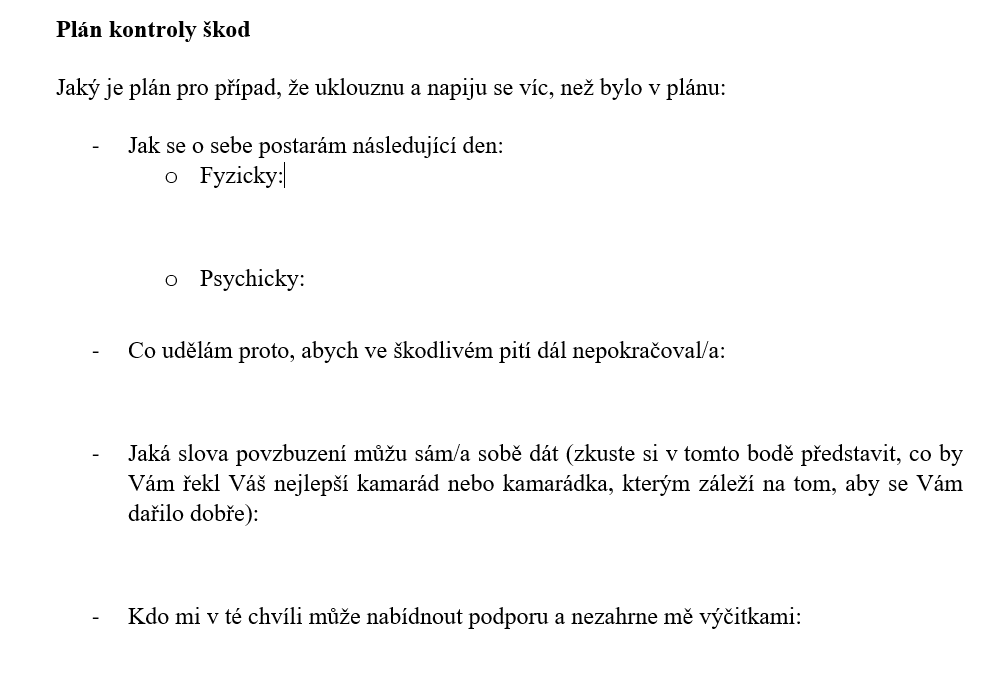 Plán kontroly škod
Jaký je plán pro případ, že uklouznu a napiju se víc, než bylo v plánu:
- Jak se o sebe postarám následující den:
o Fyzicky:
o Psychicky:
- Co udělám proto, abych ve škodlivém pití dál nepokračoval/a:
- Jaká slova povzbuzení můžu sám/a sobě dát (zkuste si v tomto bodě představit, co by
Vám řekl Váš nejlepší kamarád nebo kamarádka, kterým záleží na tom, aby se Vám
dařilo dobře):
- Kdo mi v té chvíli může nabídnout podporu a nezahrne mě výčitkami: